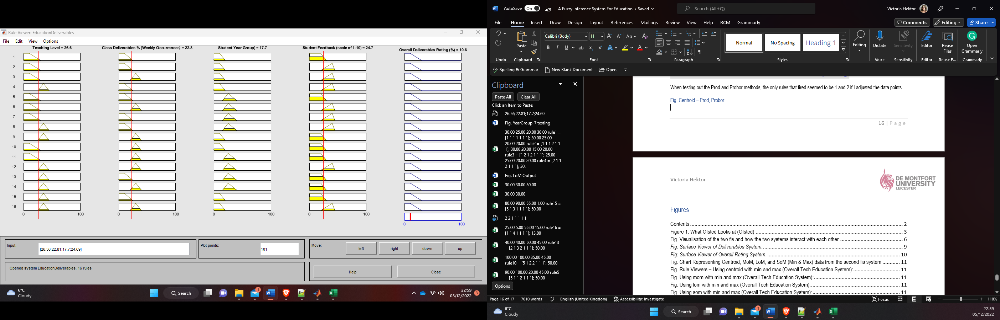 Rule Viewer: EducationDeliverables
File Edit View Options
Teaching Level = 26.6
Class Deliverables % (Weekly Occurrences) = 22.8
Student Year Group) = 17.7
Student Feedback (scale of 1-10) = 24.7
Overall Deliverables Rating (%) = 10.6
1
2
3
4
5
6
7
8
9
10
11
12
13
14
15
16
0 100 0 100 0 100 0 100
0 100
Input:
[26.56;22.81;17.7;24.69]
Plot points:
101
Move:
left right down up
Opened system EducationDeliverables, 16 rules
Help Close
6°C
Cloudy
Search
1
22:59
05/12/2022
3
AutoSave On A Fuzzy Inference System For Education • Saved
Search (Alt+Q)
Victoria Hektor
File Home Insert Draw Design Layout References Mailings Review View Help RCM Grammarly
Comments Editing Share
Paste
Calibri (Body) 11
Normal No Spacing Heading 1
Editing
Dictate
Sensitivity
Editor
Reuse Files
Open Grammarly
Undo Clipboard Font Paragraph Styles Voice Sensitivity Editor Reuse F... Grammarly
Spelling & Grammar New Blank Document Open
Clipboard
Paste All Clear All
Click an Item to Paste:
26.56;22.81;17.7;24.69
Fig. YearGroup_7 testing
30.00 25.00 20.00 30.00 rule1 =
[1 1 1 1 1 1 1]; 30.00 25.00
20.00 20.00 rule2 = [1 1 1 2 1 1
1]; 30.00 20.00 15.00 20.00
rule3 = [1 2 1 2 1 1 1]; 25.00
25.00 20.00 20.00 rule4 = [2 1 1
2 1 1 1]; 30.
Fig. LoM Output
30.00 30.00 30.00
30.00 30.00
80.00 90.00 55.00 1.00 rule15 =
[5 1 3 1 1 1 1]; 50.00
2 2 1 1 1 1 1
25.00 5.00 55.00 15.00 rule16 =
[1 1 4 1 1 1 1]; 13.00
40.00 40.00 50.00 45.00 rule13
= [2 1 3 2 1 1 1]; 50.00
100.00 100.00 35.00 45.00
rule10 = [5 1 2 2 1 1 1]; 50.00
90.00 100.00 20.00 45.00 rule5
= [5 1 1 2 1 1 1]; 50.00
Options
When testing out the Prod and Probor methods, the only rules that fired seemed to be 1 and 2 if I adjusted the data points.
Fig. Centroid – Prod, Probor
16 | Page
Victoria Hektor
DE MONTFORT
UNIVERSITY
LEICESTER
Figures
Contents 2
Figure 1: What Ofsted Looks at (Ofsted) 3
Fig. Visualisation of the two fis and how the two systems interact with each other 6
Fig: Surface Viewer of Deliverables System. 9
Fig: Surface Viewer of Overall Rating System. 10
Fig. Chart Representing Centroid, MoM, LoM, and SoM (Min & Max) data from the second fis system 11
Fig. Rule Viewers – Using centroid with min and max (Overall Tech Education System): 11
Fig. Using mom with min and max (Overall Tech Education System): 11
Fig. Using lom with min and max (Overall Tech Education System): 11
Fig. Using som with min and max (Overall Tech Education System): 11
Page 16 of 17 7010 words English (United Kingdom) Accessibility: Investigate
Focus 110%
6°C
Cloudy
Search
1
22:59
05/12/2022